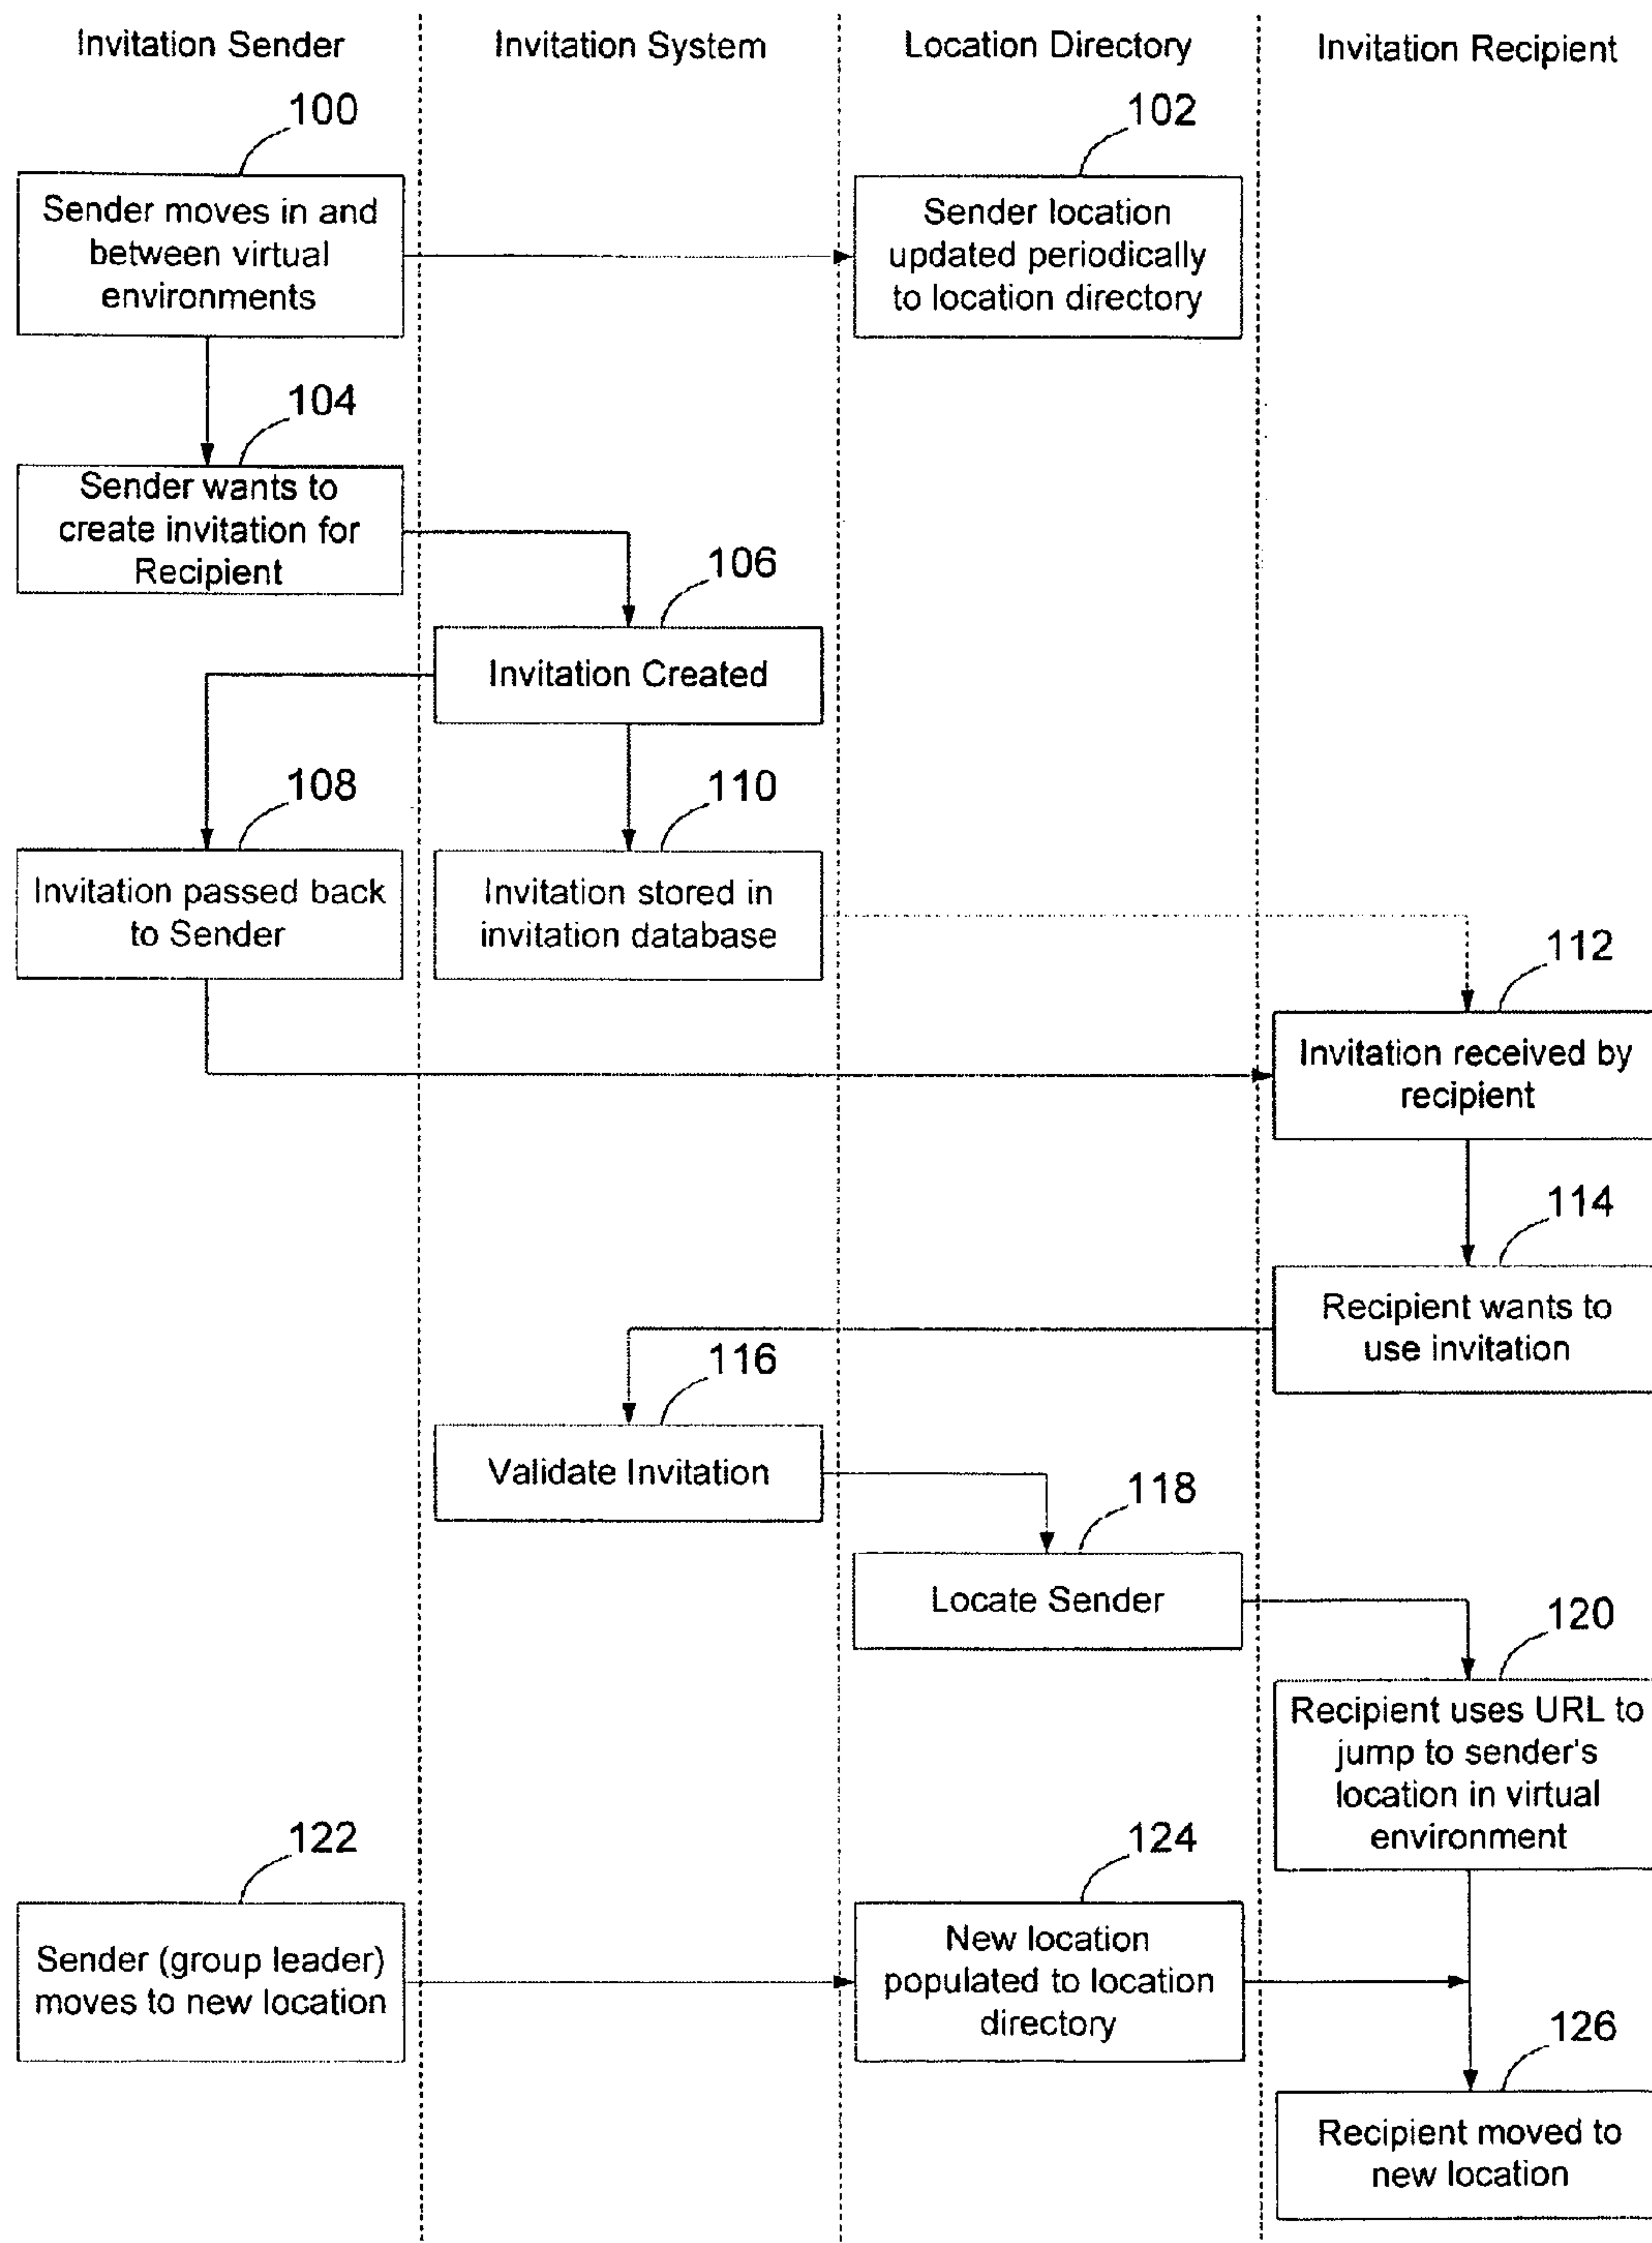 Invitation Sender
Invitation System
Location Directory
Invitation Recipient
100
102
Sender moves in and
between virtual
environments
Sender location
updated periodically
to location directory
104
Sender wants to
create invitation for
Recipient
106
Invitation Created
108
110
Invitation passed back
to Sender
Invitation stored in
invitation database
112
Invitation received by
recipient
114
Recipient wants to
use invitation
116
Validate Invitation
118
Locate Sender
120
Recipient uses URL to
jump to sender's
location in virtual
environment
122
124
Sender (group leader)
moves to new location
New location
populated to location
directory
126
Recipient moved to
new location